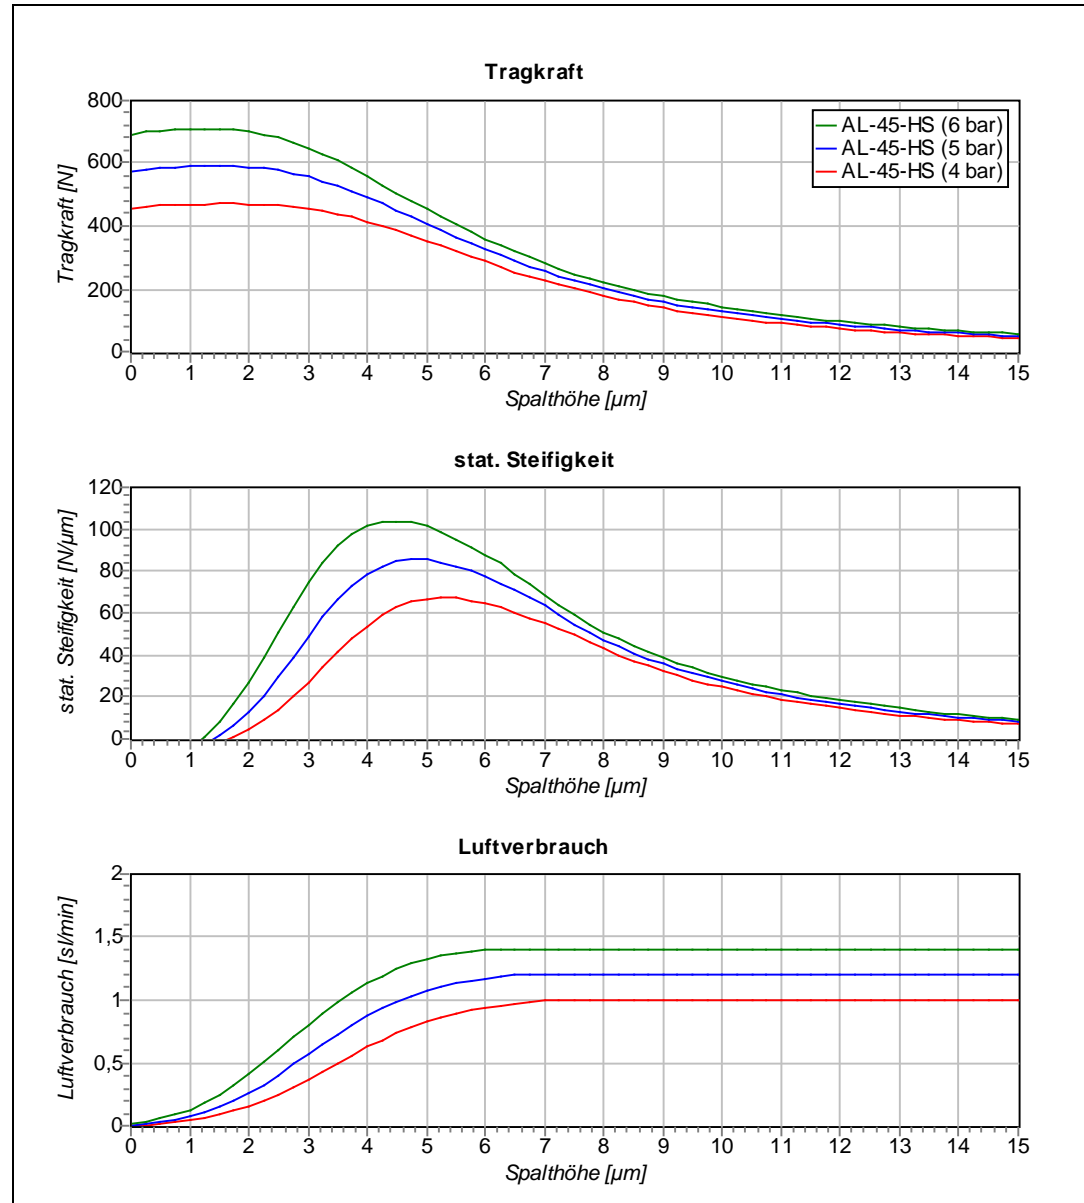 Tragkraft
Tragkraft [N]
800
600
400
200
0
AL-45-HS (6 bar)
AL-45-HS (5 bar)
AL-45-HS (4 bar)
0 1 2 3 4 5 6 7 8 9 10 11 12 13 14 15
Spalthöhe [µm]
stat. Steifigkeit
stat. Steifigkeit [N/µm]
120
100
80
60
40
20
0
0 1 2 3 4 5 6 7 8 9 10 11 12 13 14 15
Spalthöhe [µm]
Luftverbrauch
Luftverbrauch [sl/min]
2
1,5
1
0,5
0
0 1 2 3 4 5 6 7 8 9 10 11 12 13 14 15
Spalthöhe [µm]